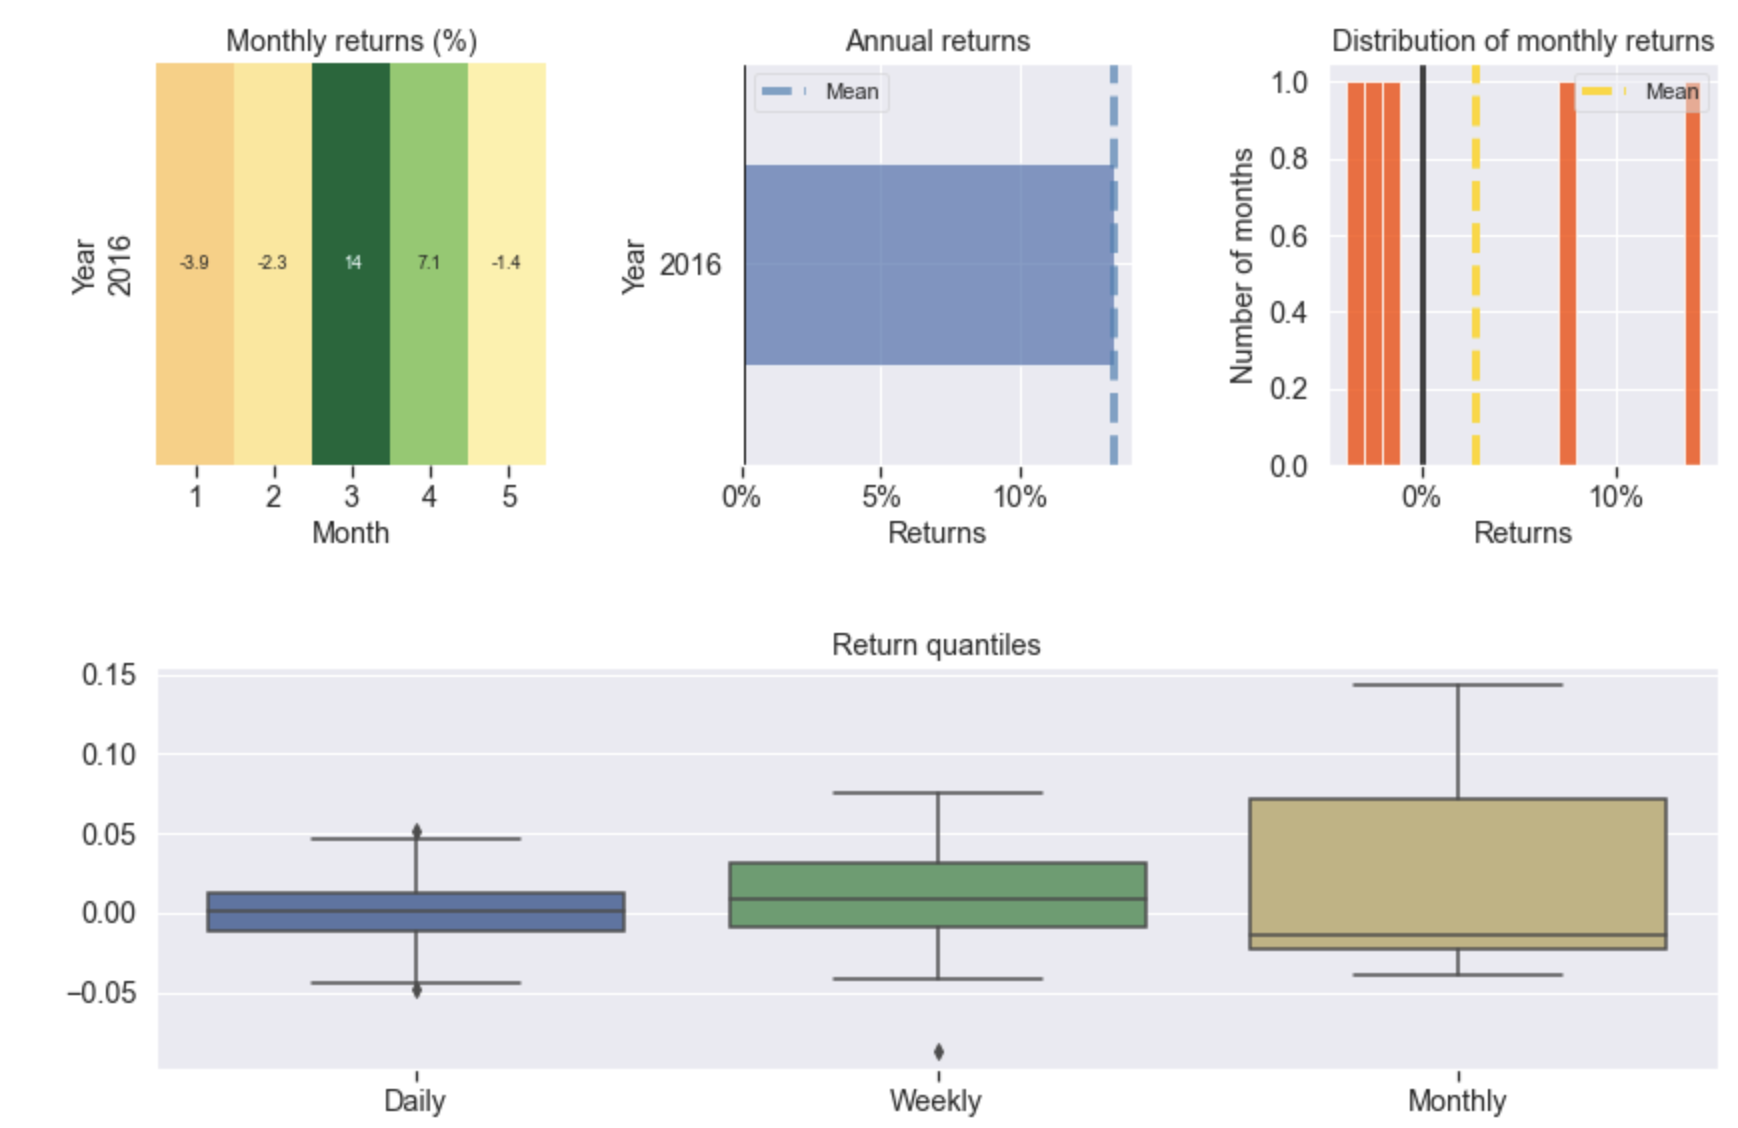 Monthly returns (%)
Year
2016
-3.9
-2.3
14
7.1
-1.4
1
2
3
4
5
Month
Annual returns
Mean
Year
2016
0%
5%
10%
Returns
Distribution of monthly returns
Mean
Number of months
1.0
0.8
0.6
0.4
0.2
0.0
0%
10%
Returns
Return quantiles
0.15
0.10
0.05
0.00
−0.05
Daily
Weekly
Monthly